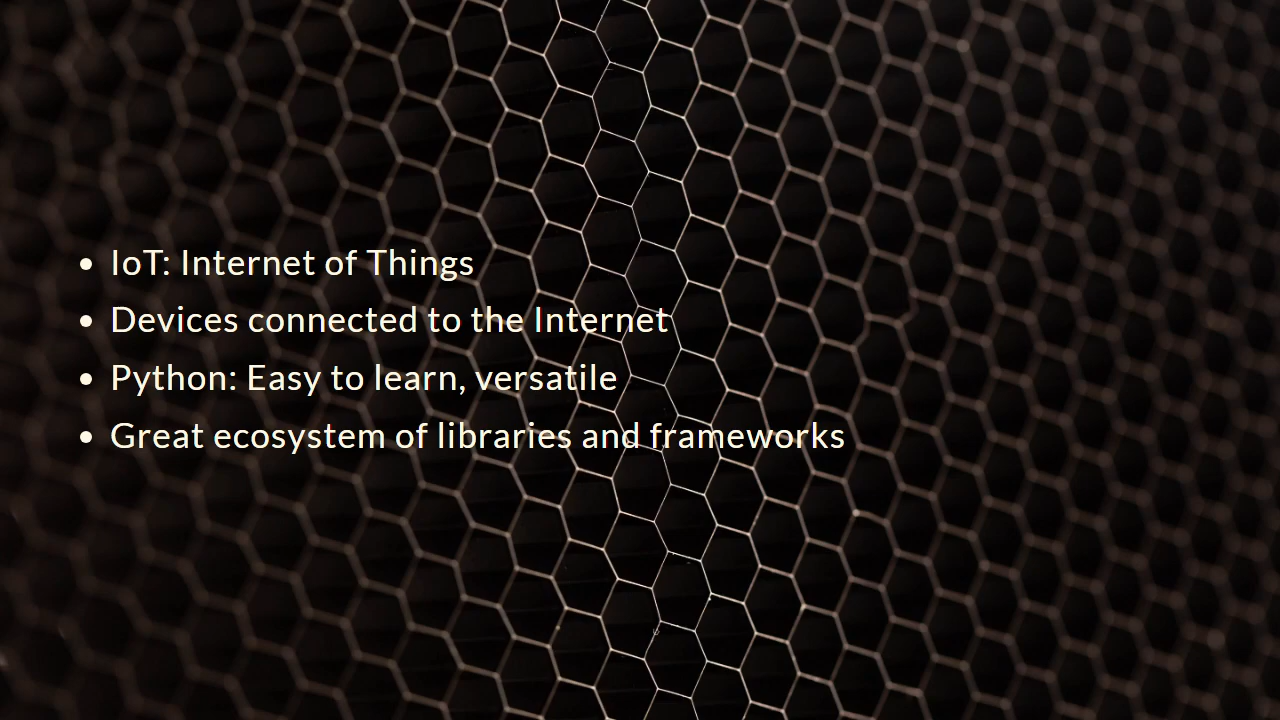 • IoT: Internet of Things
• Devices connected to the Internet
• Python: Easy to learn, versatile
• Great ecosystem of libraries and frameworks